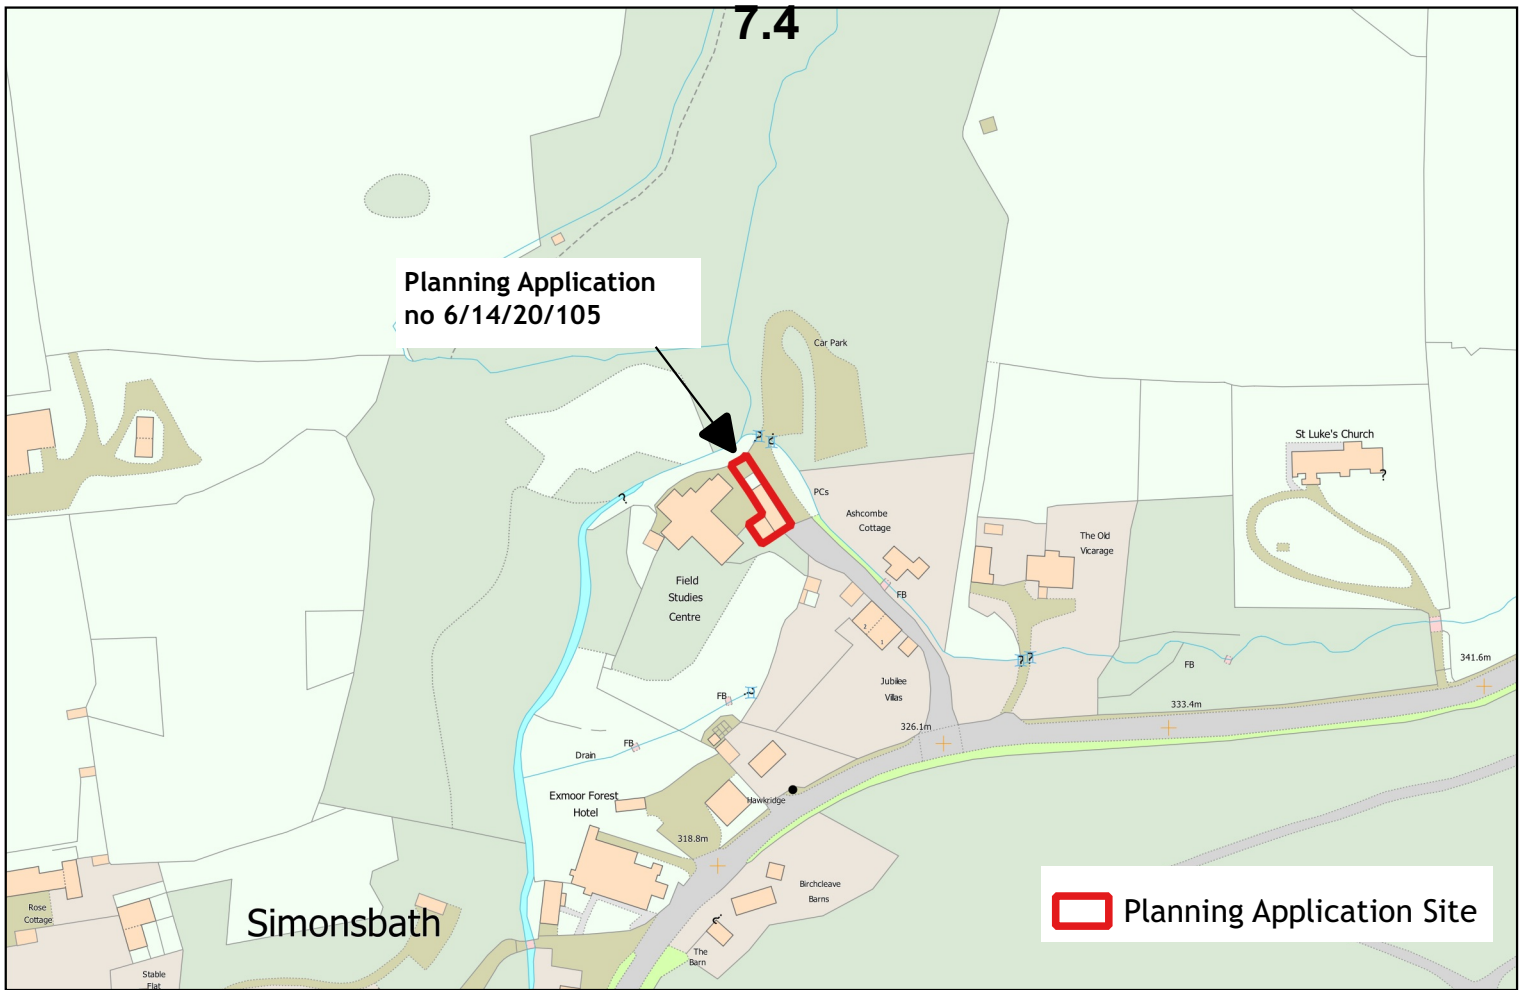 7.4
Planning Application
no 6/14/20/105
Car Park
St Luke's Church
?
?
PCs
Ashcombe
Cottage
The Old
Vicarage
Field
Studies
Centre
FB
2
1
Jubilee
Villas
FB
341.6m
333.4m
326.1m
FB
FB
Drain
Exmoor Forest
Hotel
Hawkridge
318.8m
Birchcleave
Barns
The
Barn
Rose
Cottage
Simonsbath
Stable
Flat
Planning Application Site